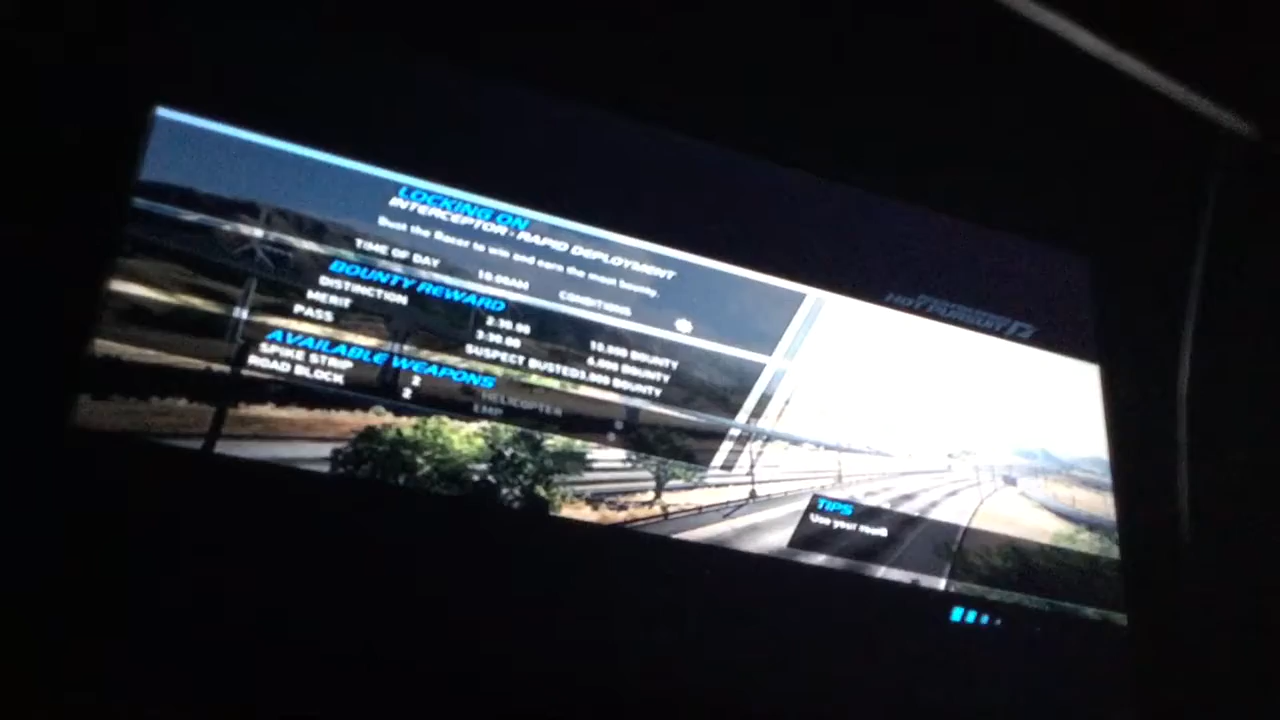 LOCKING ON
INTERCEPTOR - RAPID DEPLOYMENT
Bust the Racer to win and earn the most bounty.
TIME OF DAY 10:00AM CONDITIONS
BOUNTY REWARD
DISTINCTION 2:30.00 10,000 BOUNTY
MERIT 3:30.00 6,000 BOUNTY
PASS SUSPECT BUSTED 3,000 BOUNTY
AVAILABLE WEAPONS
SPIKE STRIP 2 HELICOPTER
ROAD BLOCK 2 EMP
HOT PURSUIT
TIPS
Use your